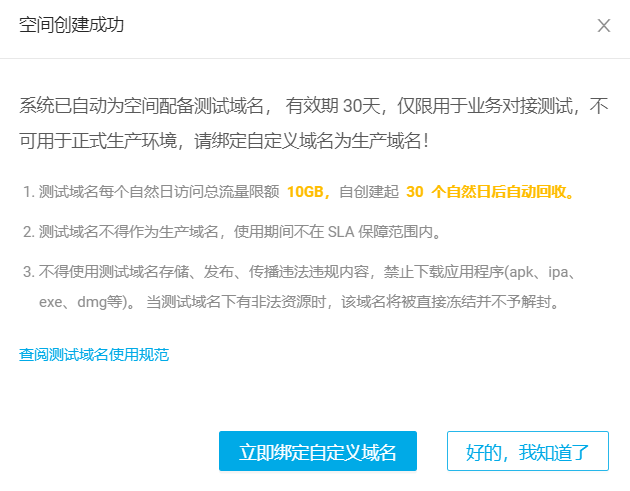 空间创建成功
系统已自动为空间配备测试域名， 有效期 30天，仅限用于业务对接测试，不
可用于正式生产环境，请绑定自定义域名为生产域名！
1. 测试域名每个自然日访问总流量限额 10GB，自创建起 30 个自然日后自动回收。
2. 测试域名不得作为生产域名，使用期间不在 SLA 保障范围内。
3. 不得使用测试域名存储、发布、传播违法违规内容，禁止下载应用程序(apk、ipa、
exe、dmg等)。 当测试域名下有非法资源时，该域名将被直接冻结并不予解封。
查阅测试域名使用规范
立即绑定自定义域名
好的，我知道了